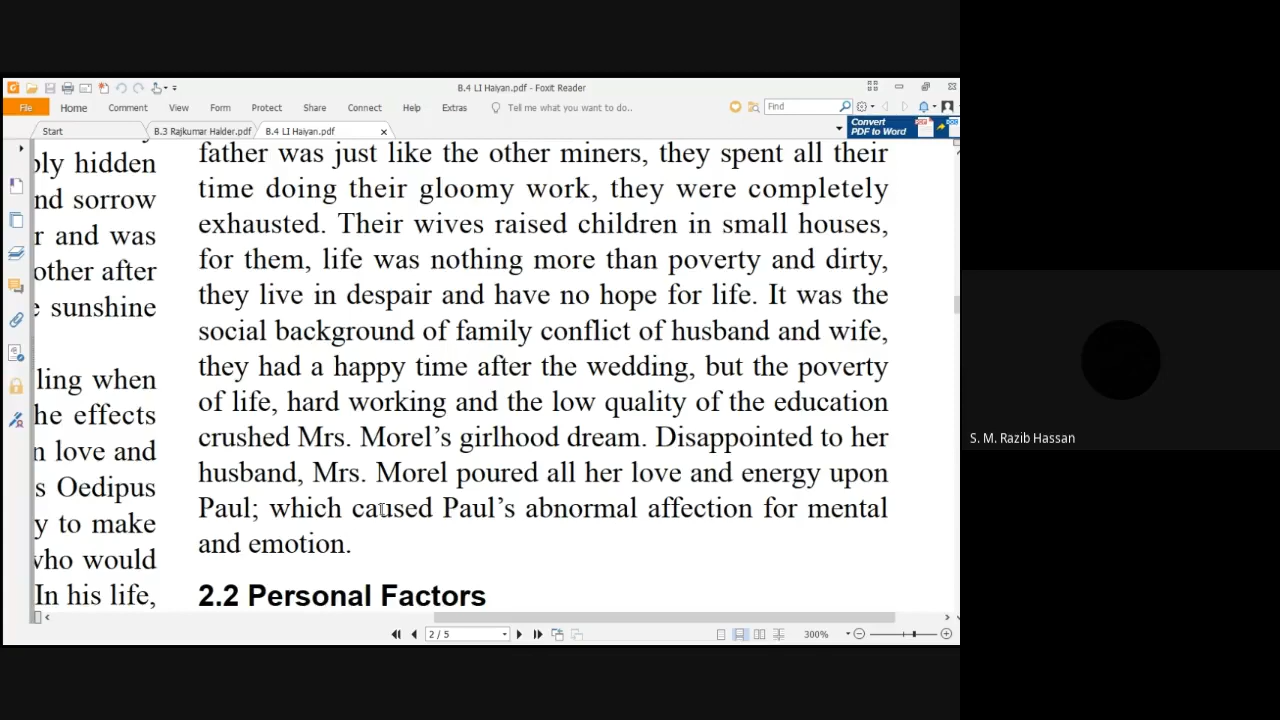 B.4 LI Haiyan.pdf - Foxit Reader
File Home Comment View Form Protect Share Connect Help Extras Tell me what you want to do.. Find
Start B.3 Rajkumar Halder.pdf B.4 LI Haiyan.pdf
Convert
PDF to Word
bly hidden
nd sorrow
r and was
other after
e sunshine
ling when
he effects
n love and
s Oedipus
y to make
who would
In his life,
father was just like the other miners, they spent all their
time doing their gloomy work, they were completely
exhausted. Their wives raised children in small houses,
for them, life was nothing more than poverty and dirty,
they live in despair and have no hope for life. It was the
social background of family conflict of husband and wife,
they had a happy time after the wedding, but the poverty
of life, hard working and the low quality of the education
crushed Mrs. Morel's girlhood dream. Disappointed to her
husband, Mrs. Morel poured all her love and energy upon
Paul; which caused Paul's abnormal affection for mental
and emotion.
2.2 Personal Factors
2 / 5
300%
S. M. Razib Hassan